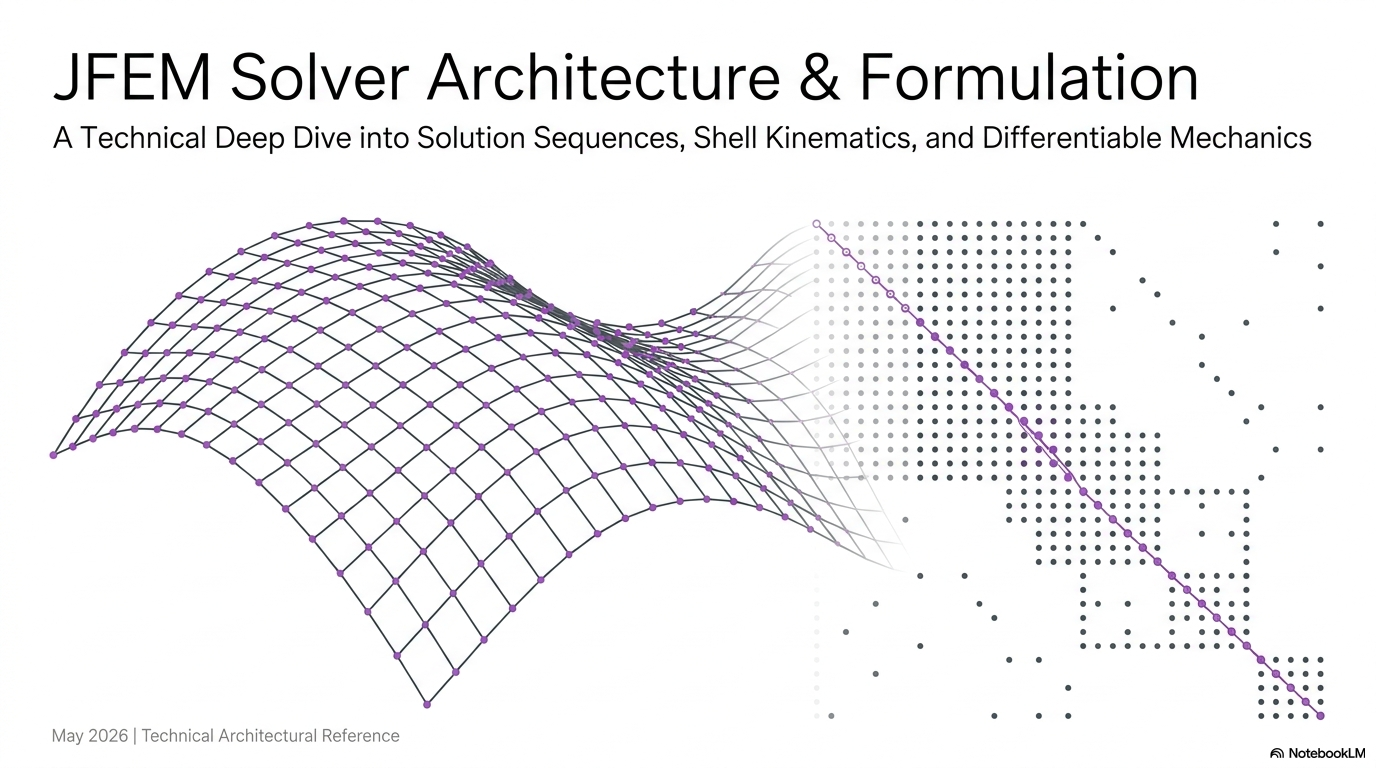 JFEM Solver Architecture & Formulation
A Technical Deep Dive into Solution Sequences, Shell Kinematics, and Differentiable Mechanics
May 2026 | Technical Architectural Reference
NotebookLM